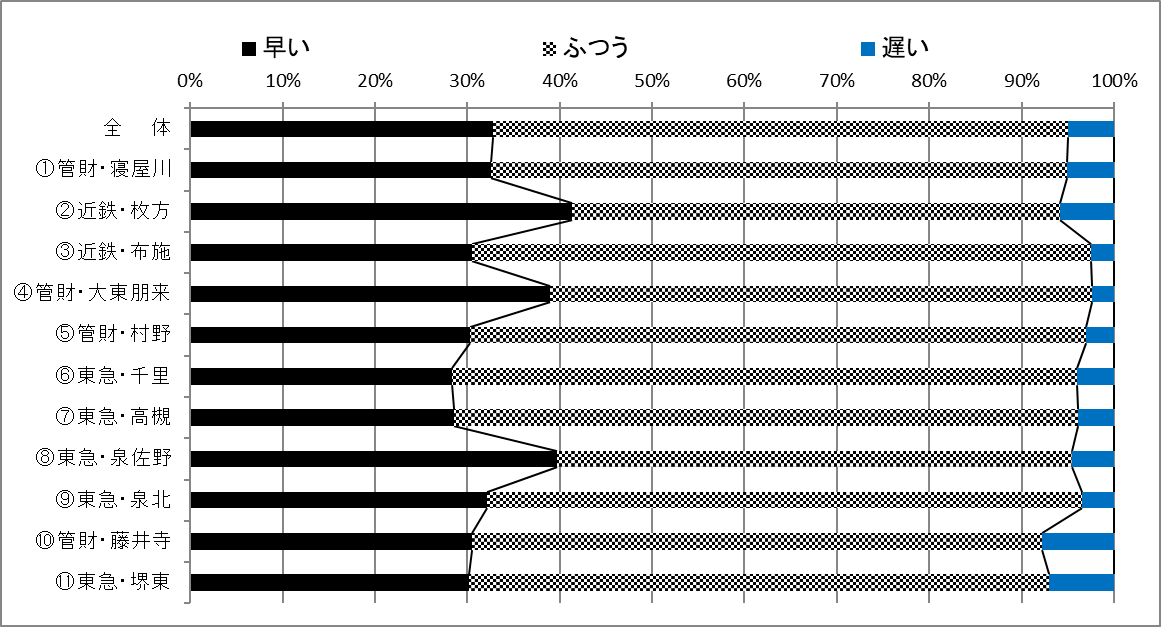 早い ふつう 遅い
0% 10% 20% 30% 40% 50% 60% 70% 80% 90% 100%
全 体
①管財・寝屋川
②近鉄・枚方
③近鉄・布施
④管財・大東朋来
⑤管財・村野
⑥東急・千里
⑦東急・高槻
⑧東急・泉佐野
⑨東急・泉北
⑩管財・藤井寺
⑪東急・堺東